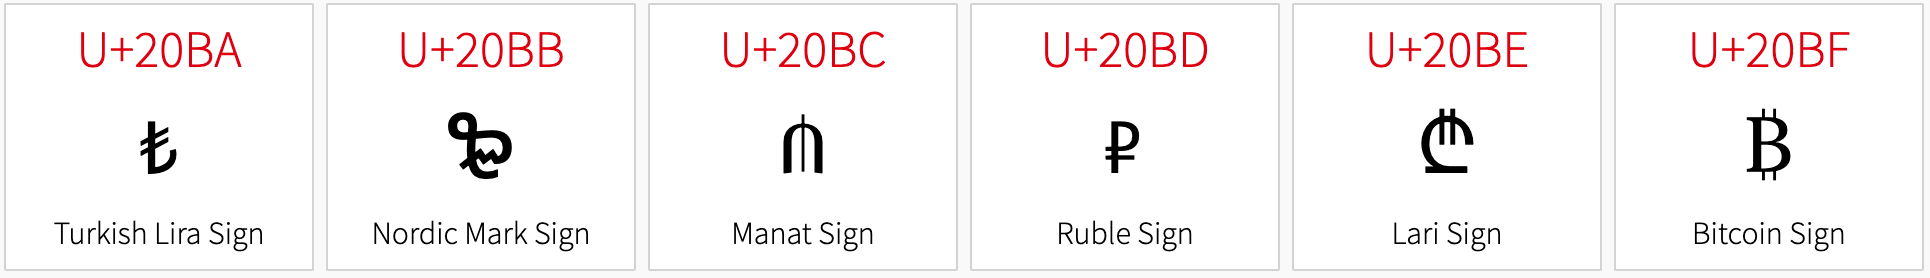 U+20BA U+20BB U+20BC U+20BD U+20BE U+20BF
₺ ₻ ₼ ₽ ₾ ₿
Turkish Lira Sign Nordic Mark Sign Manat Sign Ruble Sign Lari Sign Bitcoin Sign